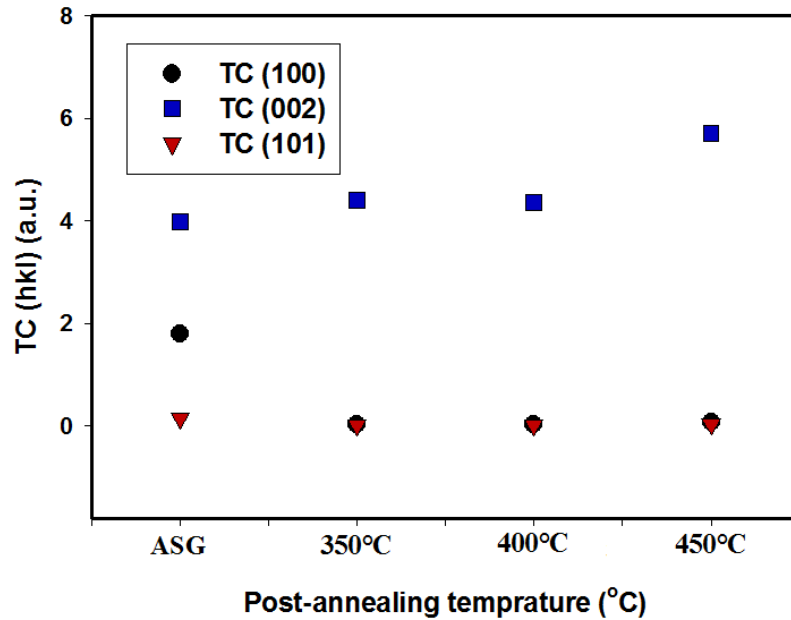 8
6
4
2
0
TC (hkl) (a.u.)
TC (100)
TC (002)
TC (101)
ASG 350°C 400°C 450°C
Post-annealing temprature (°C)